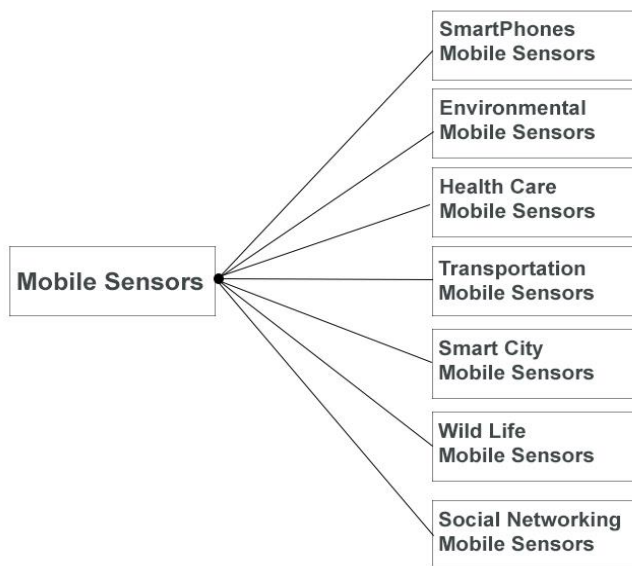 SmartPhones
Mobile Sensors
Environmental
Mobile Sensors
Health Care
Mobile Sensors
Mobile Sensors
Transportation
Mobile Sensors
Smart City
Mobile Sensors
Wild Life
Mobile Sensors
Social Networking
Mobile Sensors